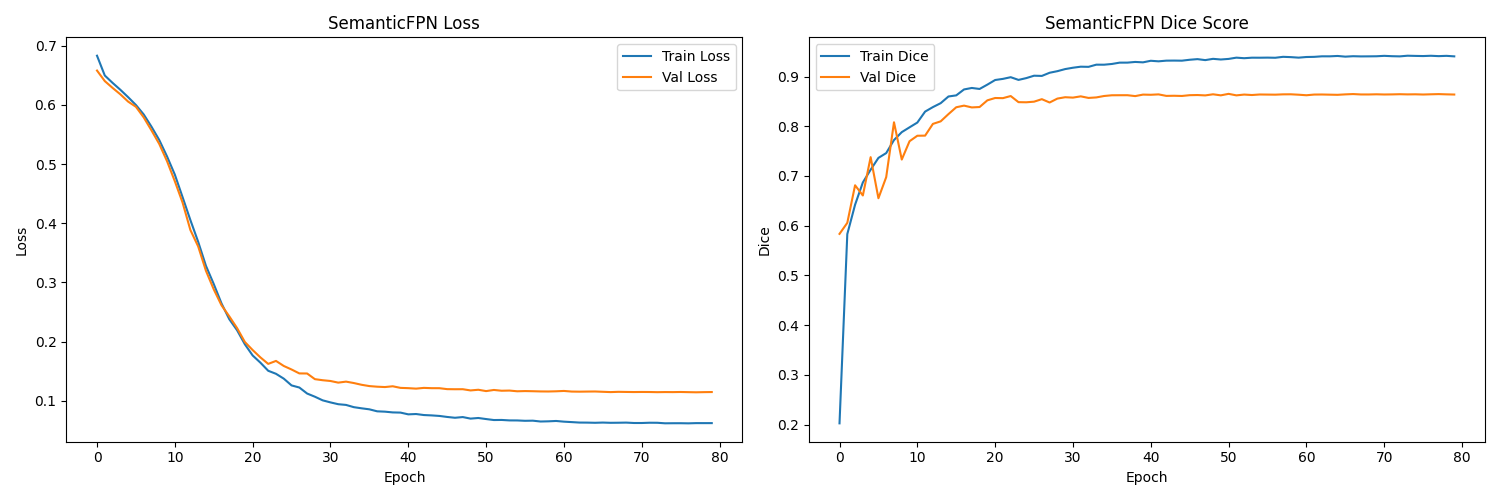 SemanticFPN Loss
Train Loss
Val Loss
0.7
0.6
0.5
0.4
0.3
0.2
0.1
Loss
0 10 20 30 40 50 60 70 80
Epoch
SemanticFPN Dice Score
Train Dice
Val Dice
0.9
0.8
0.7
0.6
0.5
0.4
0.3
0.2
Dice
0 10 20 30 40 50 60 70 80
Epoch